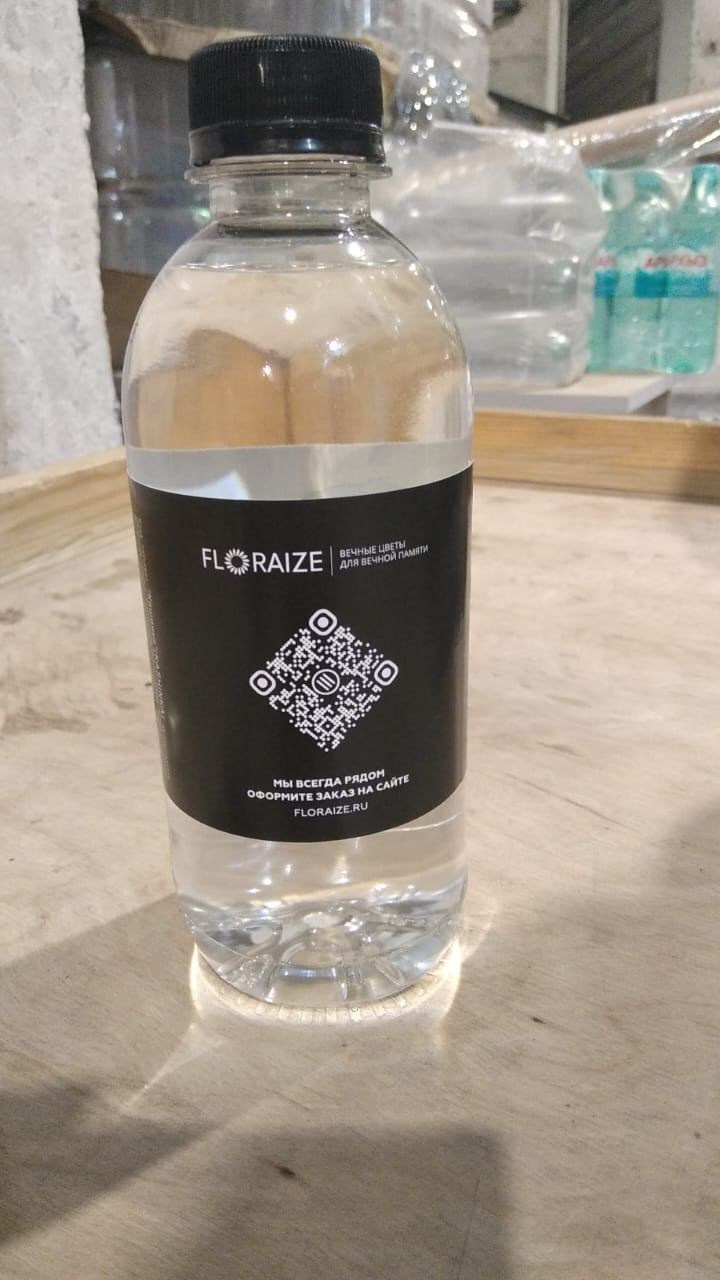 FLORAIZE
ВЕЧНЫЕ ЦВЕТЫ
ДЛЯ ВЕЧНОЙ ПАМЯТИ
МЫ ВСЕГДА РЯДОМ
ОФОРМИТЕ ЗАКАЗ НА САЙТЕ
FLORAIZE.RU